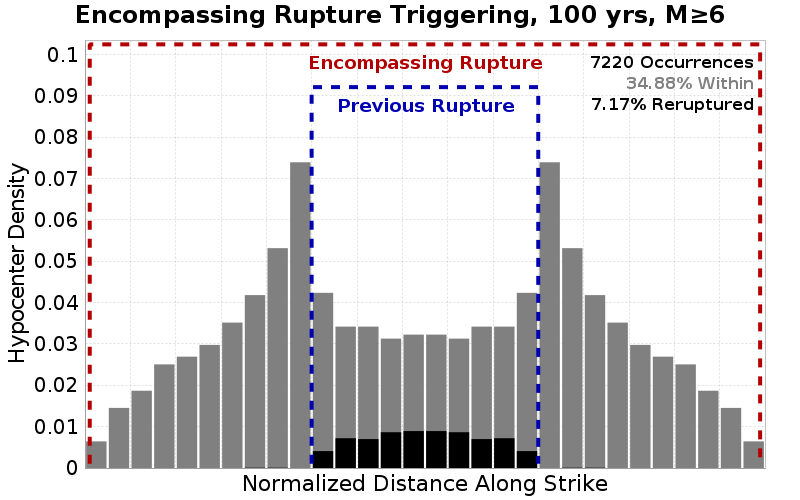 Encompassing Rupture Triggering, 100 yrs, M≥6
Encompassing Rupture
Previous Rupture
7220 Occurrences
34.88% Within
7.17% Reruptured
Hypocenter Density
0.1
0.09
0.08
0.07
0.06
0.05
0.04
0.03
0.02
0.01
0
Normalized Distance Along Strike